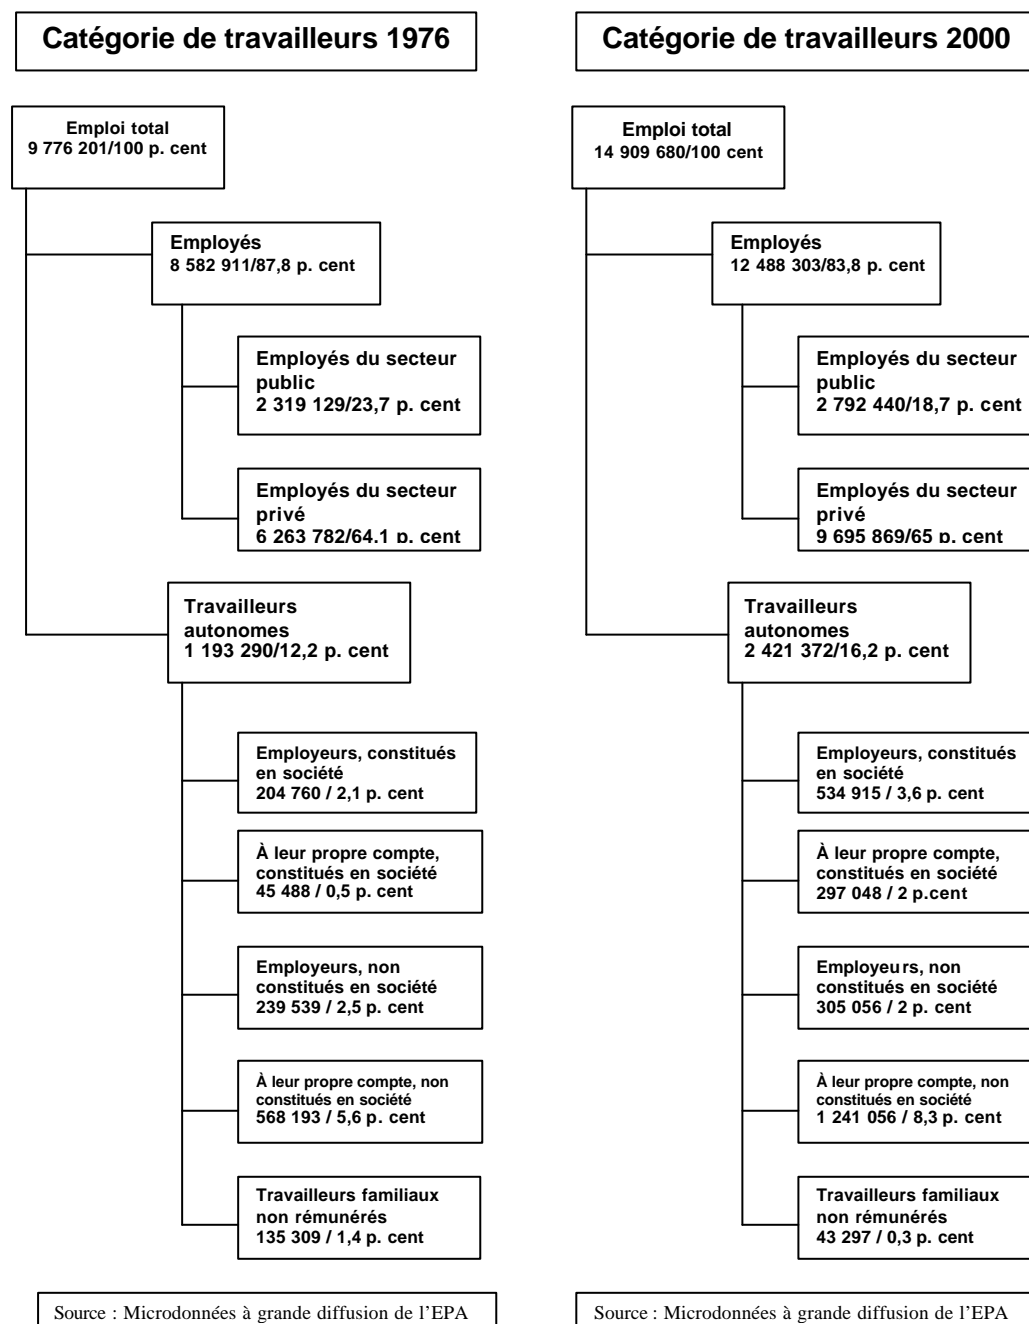 Catégorie de travailleurs 1976
Emploi total
9 776 201/100 p. cent
Employés
8 582 911/87,8 p. cent
Employés du secteur
public
2 319 129/23,7 p. cent
Employés du secteur
privé
6 263 782/64.1 p. cent
Travailleurs
autonomes
1 193 290/12,2 p. cent
Employeurs, constitués
en société
204 760 / 2,1 p. cent
À leur propre compte,
constitués en société
45 488 / 0,5 p. cent
Employeurs, non
constitués en société
239 539 / 2,5 p. cent
À leur propre compte, non
constitués en société
568 193 / 5,6 p. cent
Travailleurs familiaux
non rémunérés
135 309 / 1,4 p. cent
Source : Microdonnées à grande diffusion de l'EPA
Catégorie de travailleurs 2000
Emploi total
14 909 680/100 cent
Employés
12 488 303/83,8 p. cent
Employés du secteur
public
2 792 440/18,7 p. cent
Employés du secteur
privé
9 695 869/65 p. cent
Travailleurs
autonomes
2 421 372/16,2 p. cent
Employeurs, constitués
en société
534 915 / 3,6 p. cent
À leur propre compte,
constitués en société
297 048 / 2 p.cent
Employeurs, non
constitués en société
305 056 / 2 p. cent
À leur propre compte, non
constitués en société
1 241 056 / 8,3 p. cent
Travailleurs familiaux
non rémunérés
43 297 / 0,3 p. cent
Source : Microdonnées à grande diffusion de l'EPA